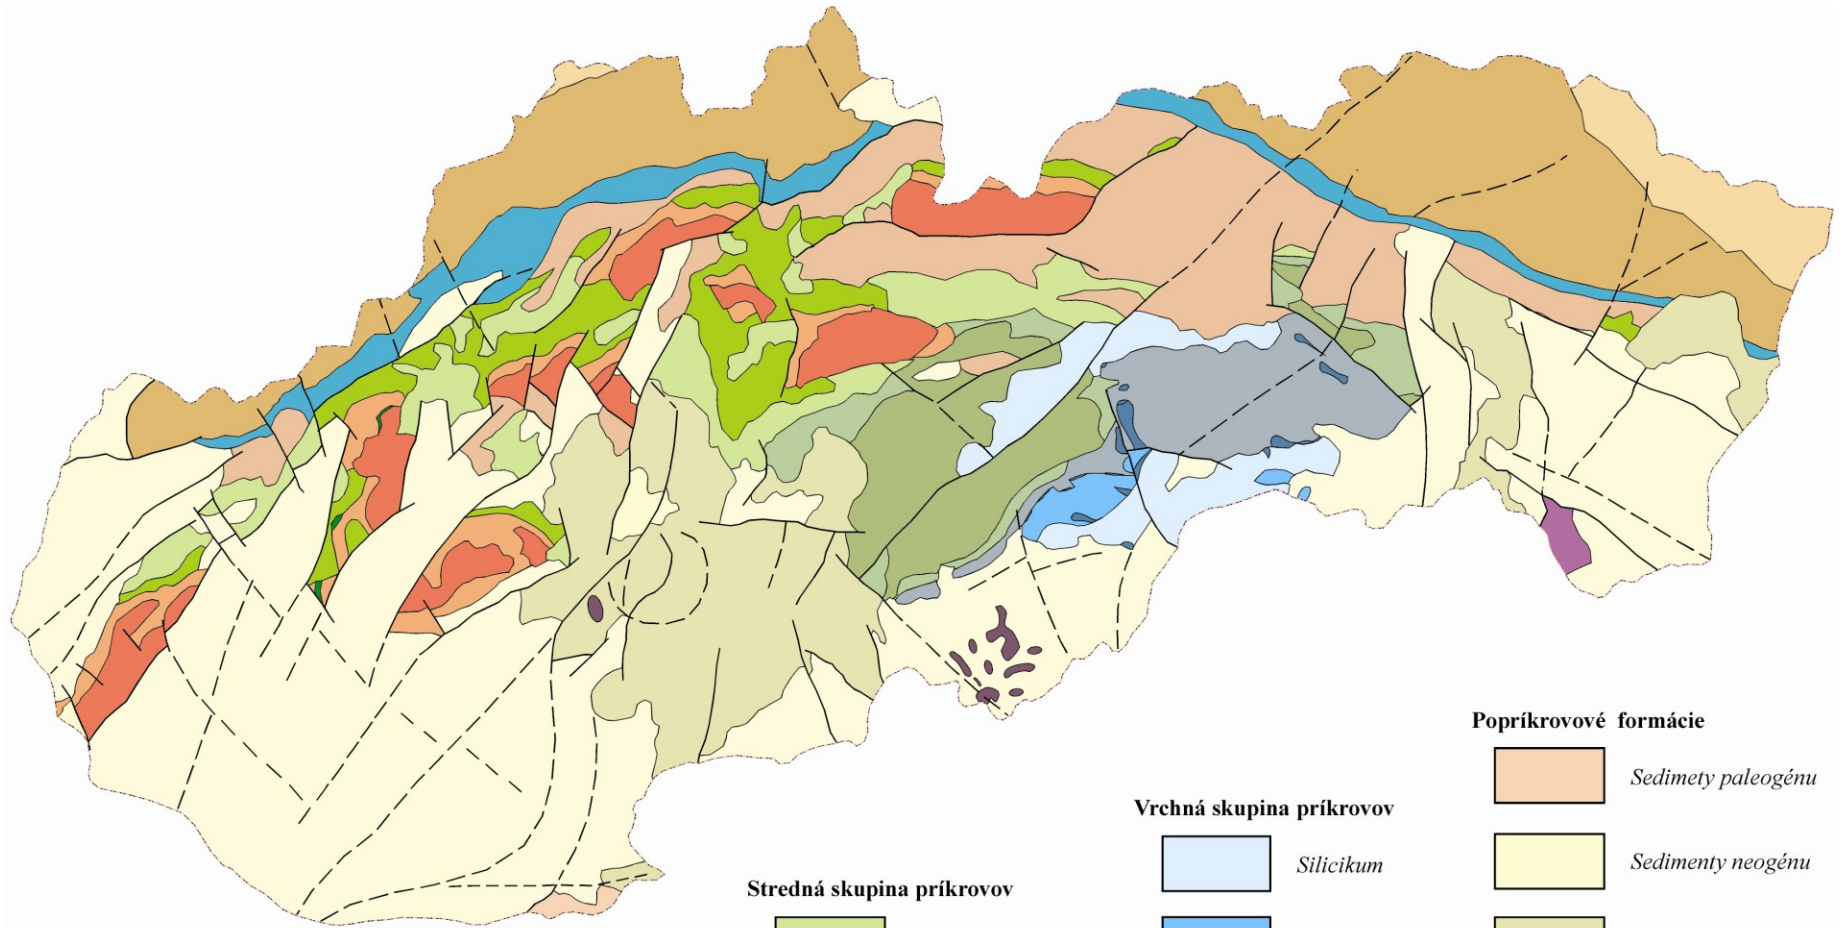 Popríkrovové formácie
Sedimety paleogénu
Vrchná skupina príkrovov
Silicikum
Sedimenty neogénu
Stredná skupina príkrovov